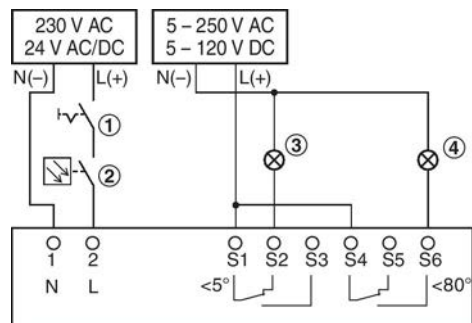 230 V AC
24 V AC/DC
5 – 250 V AC
5 – 120 V DC
N(–) L(+)
N(–) L(+)
1
2
3
4
1 2 S1 S2 S3 S4 S5 S6
N L <5° <80°